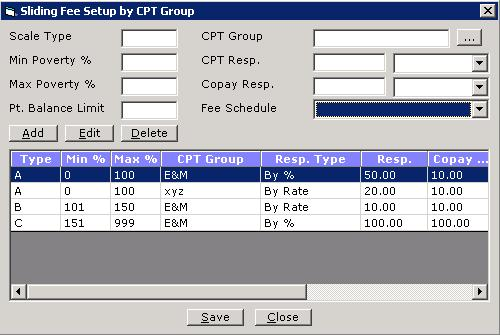 Sliding Fee Setup by CPT Group
Scale Type CPT Group ...
Min Poverty % CPT Resp.
Max Poverty % Copay Resp.
Pt. Balance Limit Fee Schedule
Add Edit Delete
Type Min % Max % CPT Group Resp. Type Resp. Copay ...
A 0 100 E&M By % 50.00 10.00
A 0 100 xyz By Rate 20.00 10.00
B 101 150 E&M By Rate 10.00 10.00
C 151 999 E&M By % 100.00 100.00
Save Close